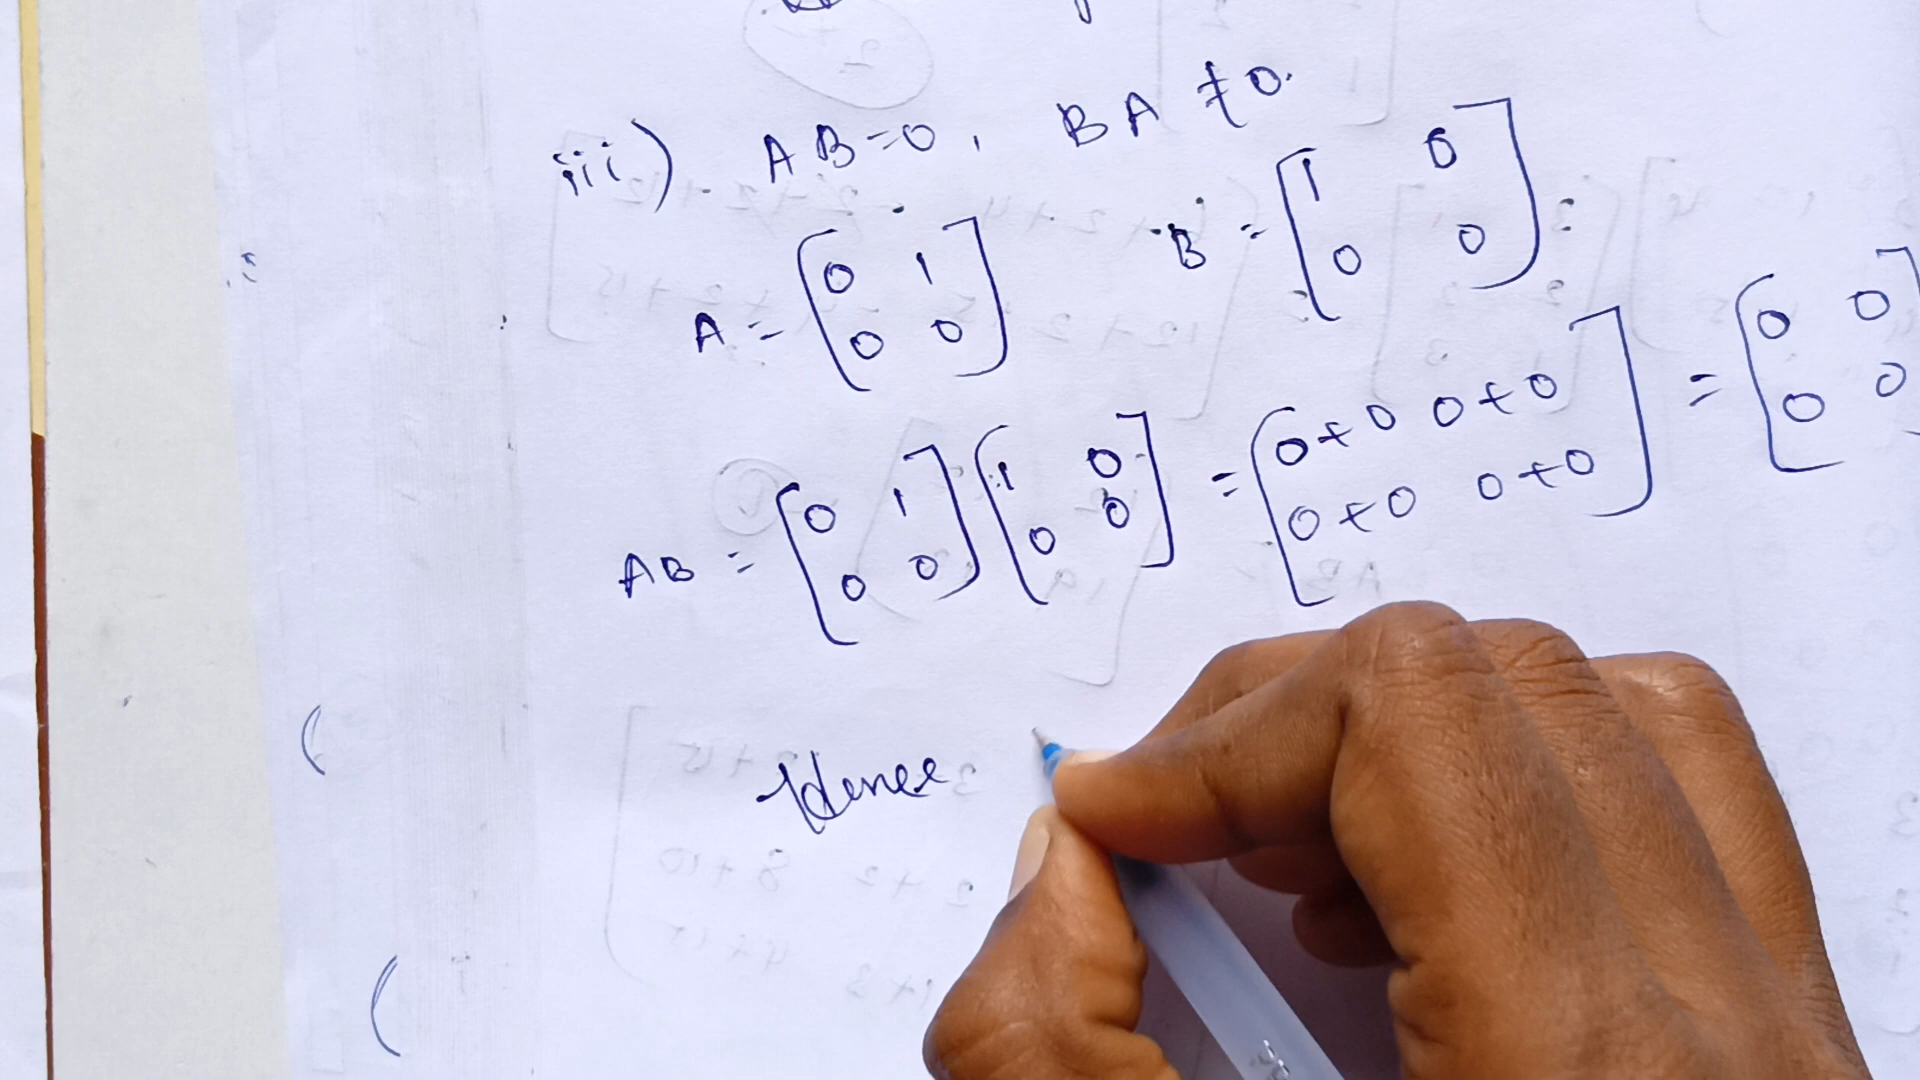 iii) AB=0, BA ≠0.
A = [0 1
0 0] B = [1 0
0 0]
AB = [0 1
0 0] [1 0
0 0] = [0+0 0+0
0+0 0+0] = [0 0
0 0]
Hence